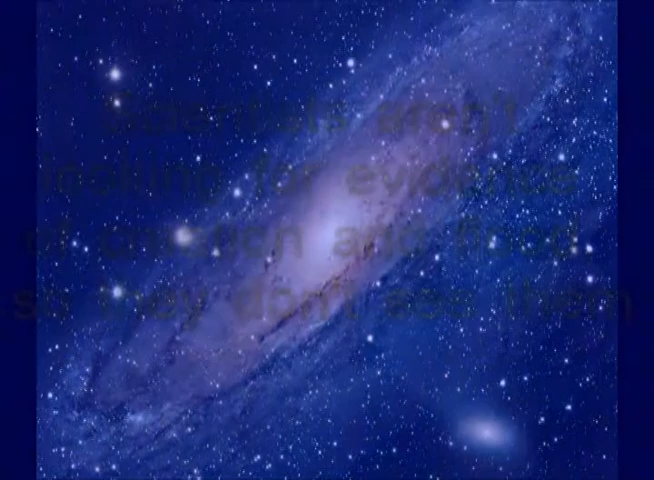 Scientists aren't
looking for evidence
of creation and flood,
so they don't see them